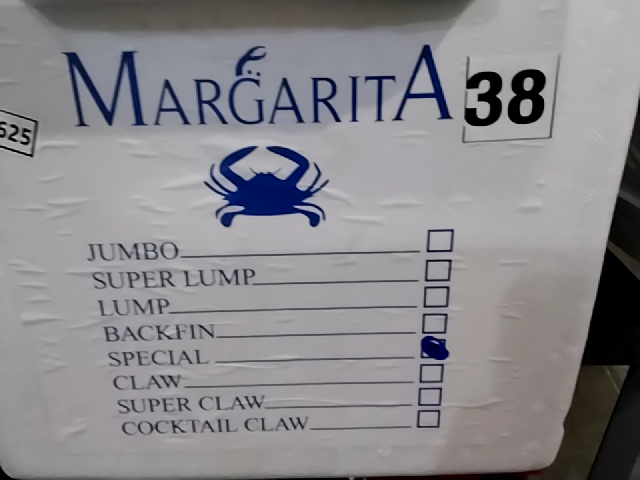 MARGARITA 38
625
JUMBO
SUPER LUMP
LUMP
BACKFIN
SPECIAL
CLAW
SUPER CLAW
COCKTAIL CLAW